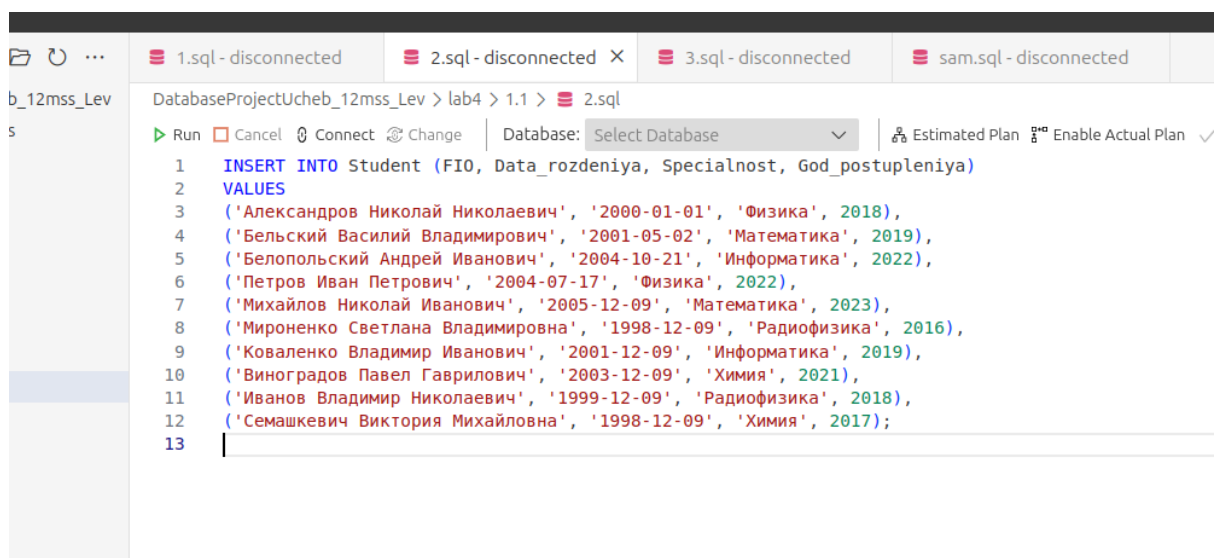 1.sql - disconnected 2.sql - disconnected 3.sql - disconnected sam.sql - disconnected
b_12mss_Lev DatabaseProjectUcheb_12mss_Lev > lab4 > 1.1 > 2.sql
s
Run Cancel Connect Change Database: Select Database Estimated Plan Enable Actual Plan
1 INSERT INTO Student (FIO, Data_rozdeniya, Specialnost, God_postupleniya)
2 VALUES
3 ('Александров Николай Николаевич', '2000-01-01', 'Физика', 2018),
4 ('Бельский Василий Владимирович', '2001-05-02', 'Математика', 2019),
5 ('Белопольский Андрей Иванович', '2004-10-21', 'Информатика', 2022),
6 ('Петров Иван Петрович', '2004-07-17', 'Физика', 2022),
7 ('Михайлов Николай Иванович', '2005-12-09', 'Математика', 2023),
8 ('Мироненко Светлана Владимировна', '1998-12-09', 'Радиофизика', 2016),
9 ('Коваленко Владимир Иванович', '2001-12-09', 'Информатика', 2019),
10 ('Виноградов Павел Гаврилович', '2003-12-09', 'Химия', 2021),
11 ('Иванов Владимир Николаевич', '1999-12-09', 'Радиофизика', 2018),
12 ('Семашкевич Виктория Михайловна', '1998-12-09', 'Химия', 2017);
13